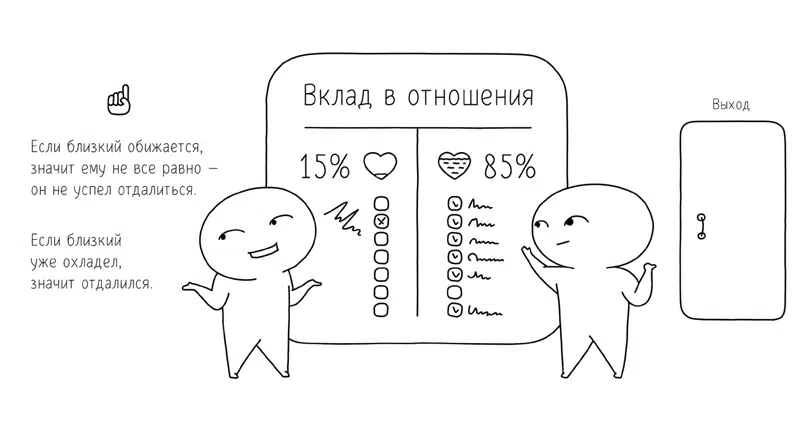 Вклад в отношения
15%
85%
Если близкий обижается,
значит ему не все равно –
он не успел отдалиться.
Если близкий
уже охладел,
значит отдалился.
Выход